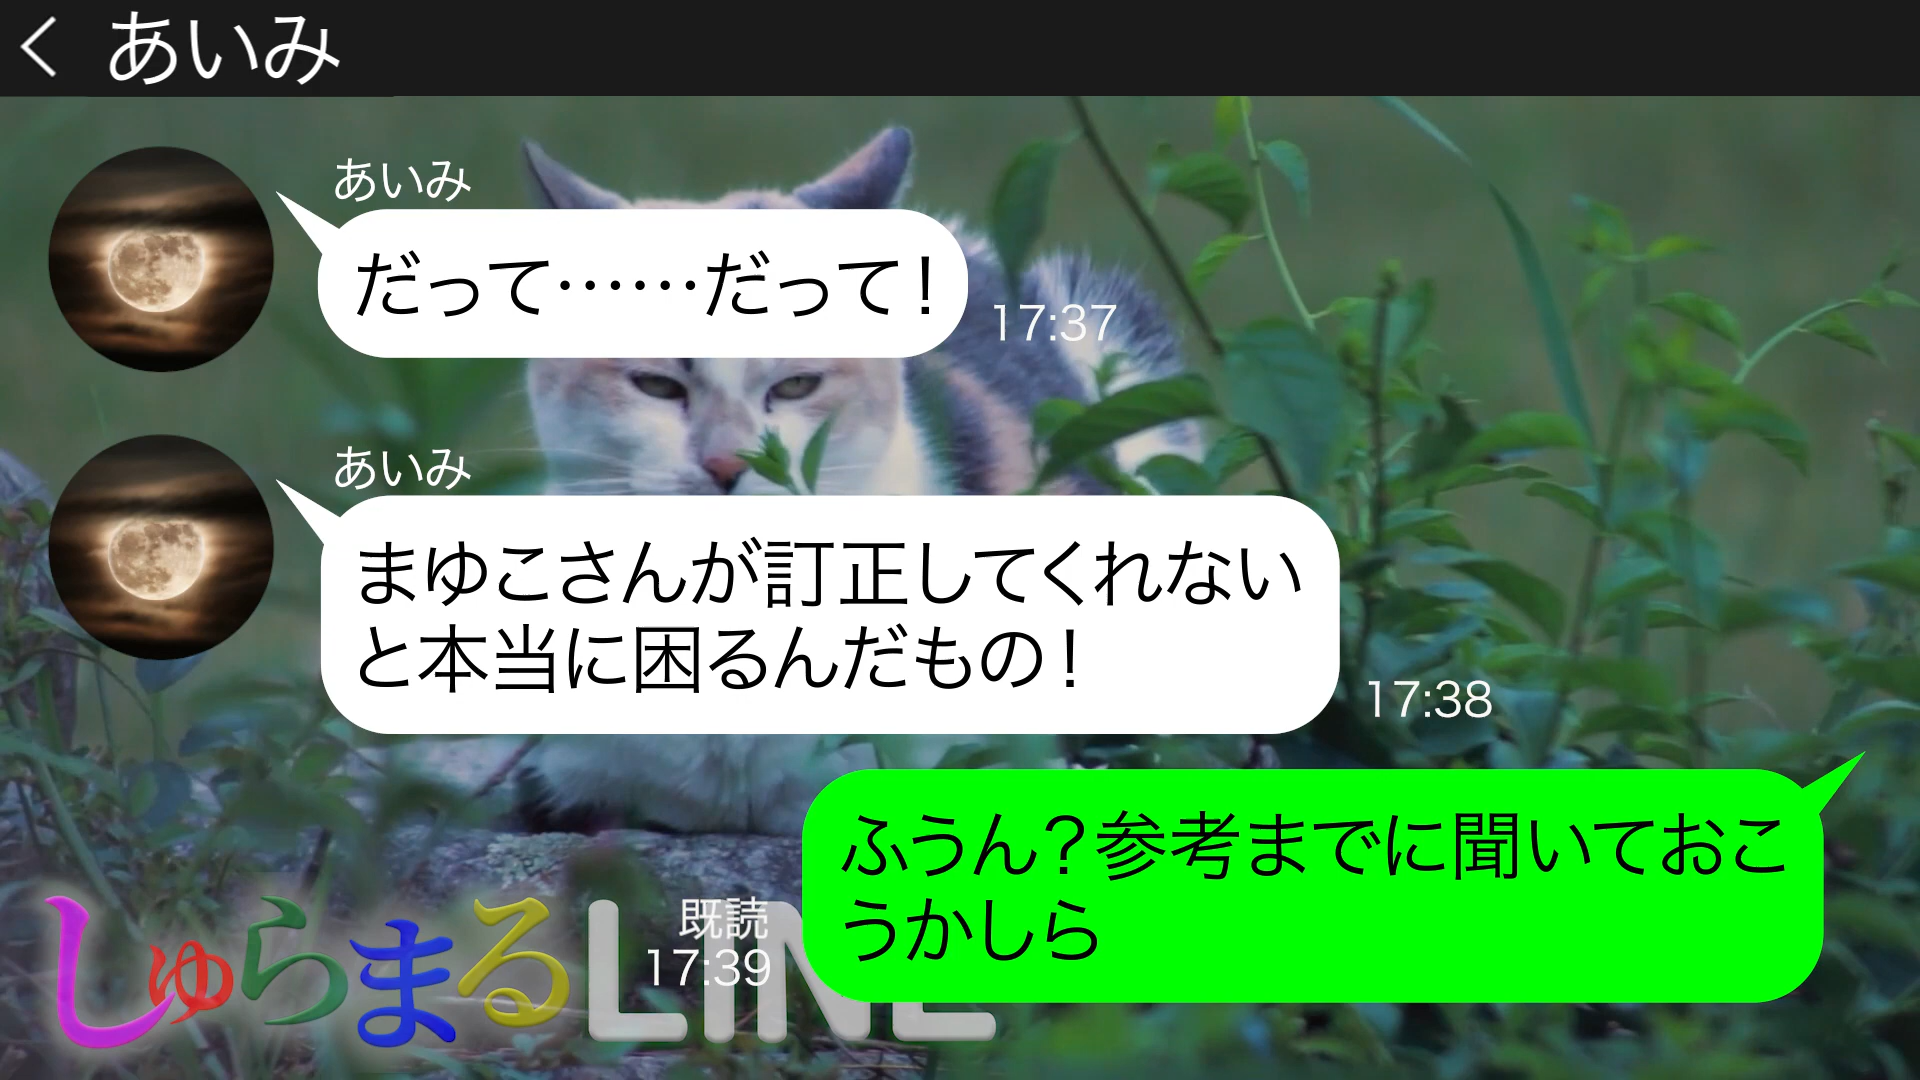 あいみ
あいみ
だって……だって！
17:37
あいみ
まゆこさんが訂正してくれない
と本当に困るんだもの！
17:38
ふうん？参考までに聞いておこ
うかしら
既読
17:39
しゅらまるLINE